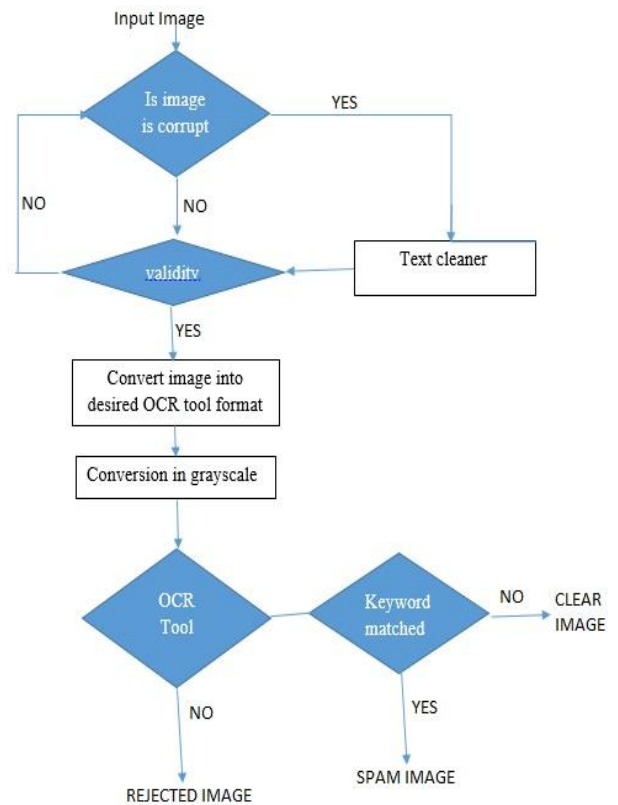 Input Image
Is image
is corrupt
YES
NO
NO
validity
Text cleaner
YES
Convert image into
desired OCR tool format
Conversion in grayscale
OCR
Tool
Keyword
matched
NO
CLEAR
IMAGE
NO
YES
REJECTED IMAGE
SPAM IMAGE